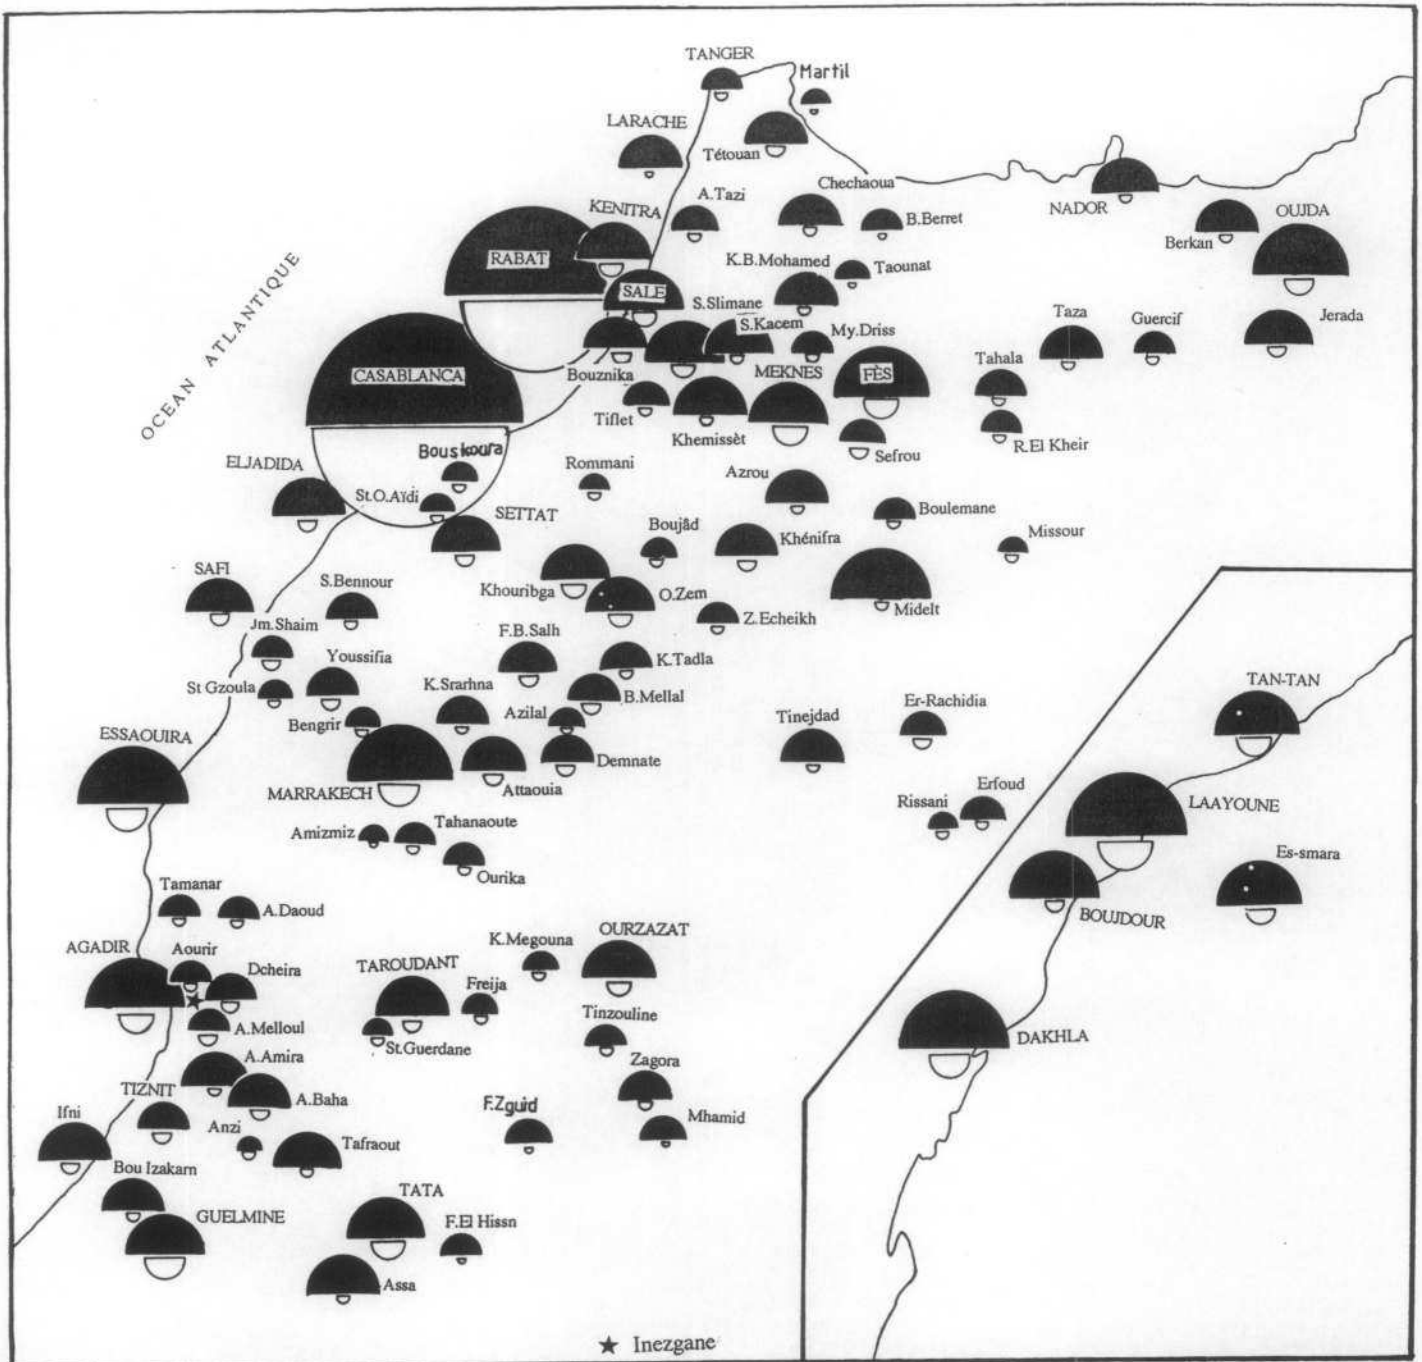 TANGER
Martil
LARACHE
Tétouan
Chechaoua
A.Tazi
KENITRA
B.Berret
NADOR
OUJDA
Berkan
RABAT
K.B.Mohamed
Taounat
OCEAN ATLANTIQUE
SALE
S.Slimane
S.Kacem
My.Driss
Taza
Guercif
Jerada
Tahala
Bouznika
MEKNES
FÈS
CASABLANCA
Tiflet
Khemissèt
Sefrou
R.El Kheir
Bouskoura
ELJADIDA
Rommani
Azrou
St.O.Aïdi
SETTAT
Boulemane
Boujâd
Khénifra
Missour
SAFI
S.Bennour
Khouribga
O.Zem
Midelt
Z.Echeikh
Jm.Shaim
F.B.Salh
Youssifia
K.Tadla
St Gzoula
K.Srarhna
B.Mellal
TAN-TAN
Er-Rachidia
Bengrir
Azilal
Tinejdad
ESSAOUIRA
Demnate
MARRAKECH
Attaouia
Erfoud
Rissani
LAAYOUNE
Amizmiz
Tahanaoute
Es-smara
Ourika
Tamanar
A.Daoud
BOUJDOUR
AGADIR
Aourir
K.Megouna
OURZAZAT
Dcheira
TAROUDANT
Freija
Tinzouline
A.Melloul
St.Guerdane
DAKHLA
A.Amira
Zagora
TIZNIT
A.Baha
F.Zguid
Ifni
Mhamid
Anzi
Tafraout
Bou Izakarn
TATA
GUELMINE
F.El Hissn
Assa
★ Inezgane